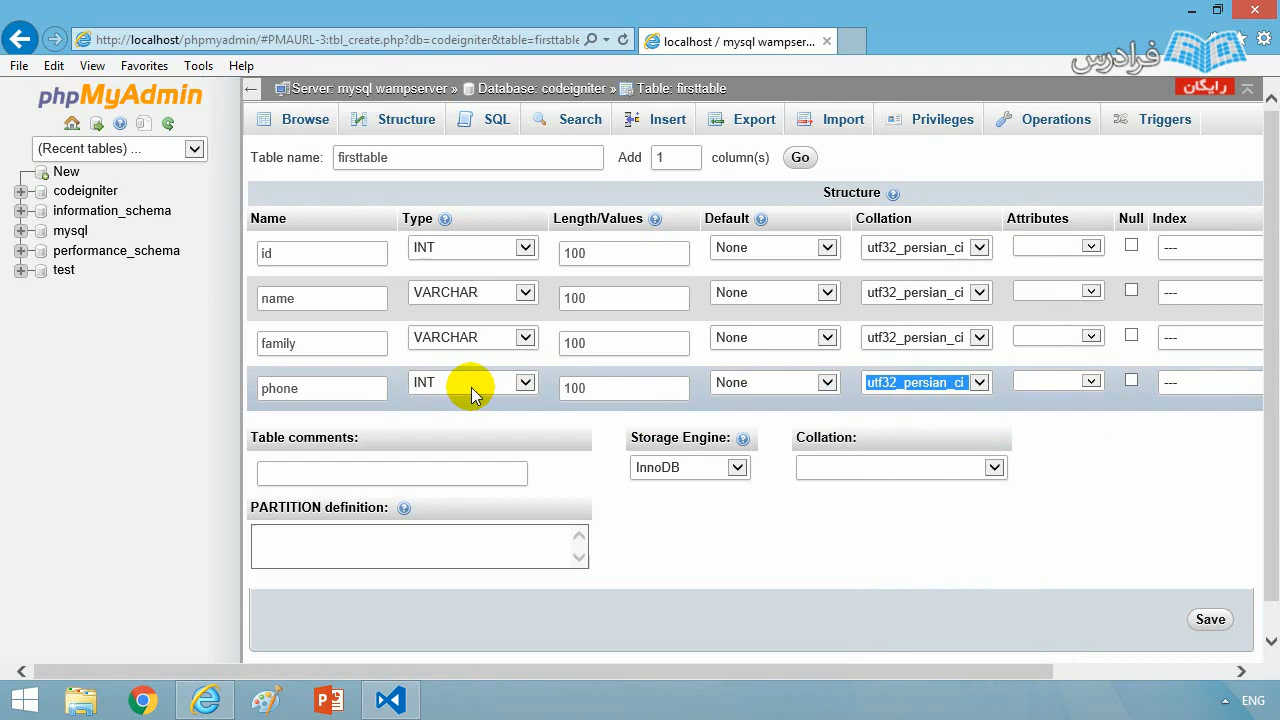 http://localhost/phpmyadmin/#PMAURL-3:tbl_create.php?db=codeigniter&table=firsttable
localhost / mysql wampser...
File Edit View Favorites Tools Help
فرادرس
رایگان
phpMyAdmin
(Recent tables) ...
New
codeigniter
information_schema
mysql
performance_schema
test
Server: mysql wampserver » Database: codeigniter » Table: firsttable
Browse Structure SQL Search Insert Export Import Privileges Operations Triggers
Table name: firsttable Add 1 column(s) Go
Structure
Name Type Length/Values Default Collation Attributes Null Index
id INT 100 None utf32_persian_ci ---
name VARCHAR 100 None utf32_persian_ci ---
family VARCHAR 100 None utf32_persian_ci ---
phone INT 100 None utf32_persian_ci ---
Table comments: Storage Engine: Collation:
InnoDB
PARTITION definition:
Save
ENG